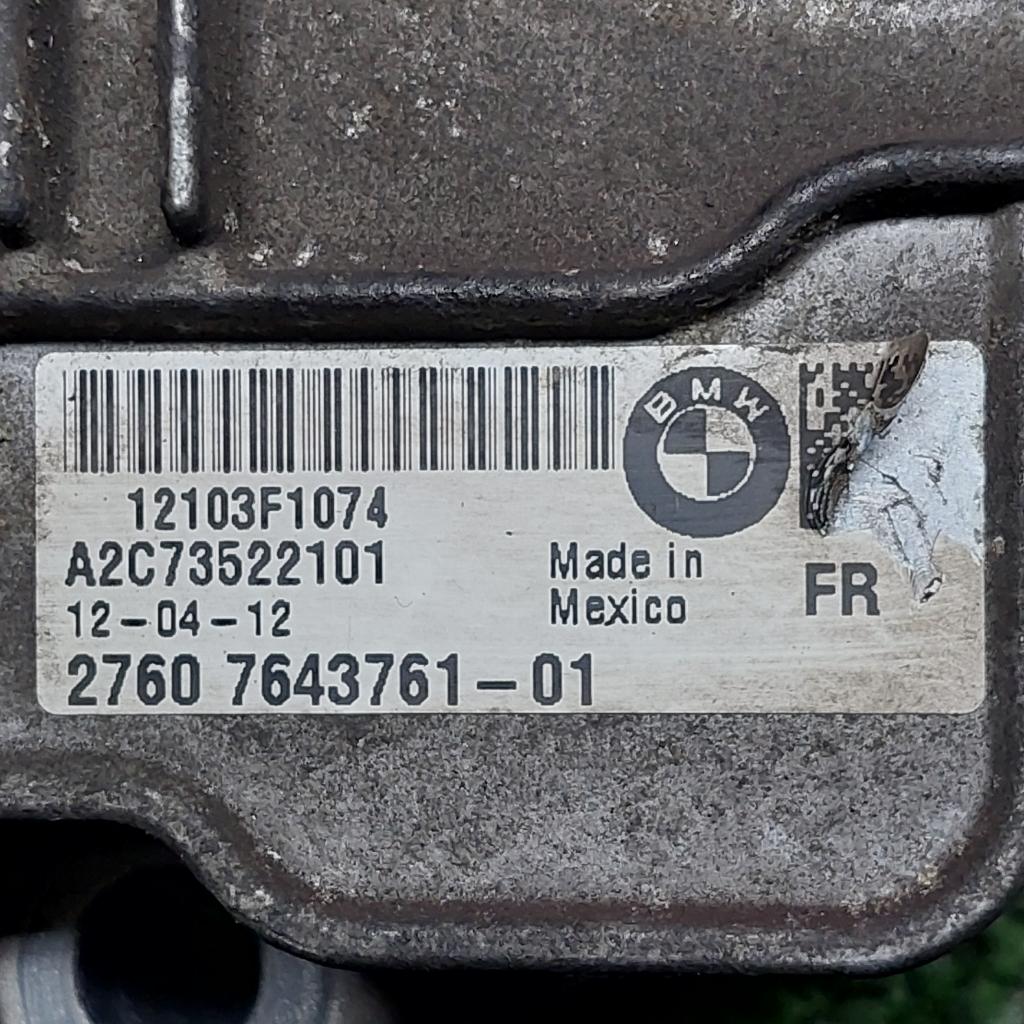 BMW
12103F1074
A2C73522101
Made in
Mexico
FR
12-04-12
2760 7643761-01